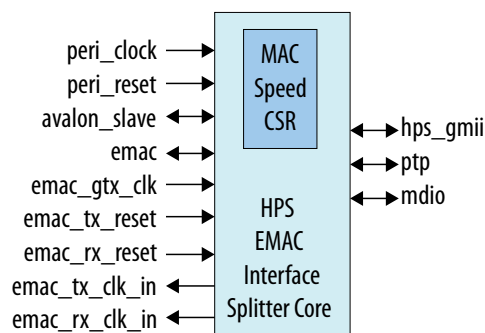 peri_clock
peri_reset
avalon_slave
emac
emac_gtx_clk
emac_tx_reset
emac_rx_reset
emac_tx_clk_in
emac_rx_clk_in
MAC
Speed
CSR
HPS
EMAC
Interface
Splitter Core
hps_gmii
ptp
mdio